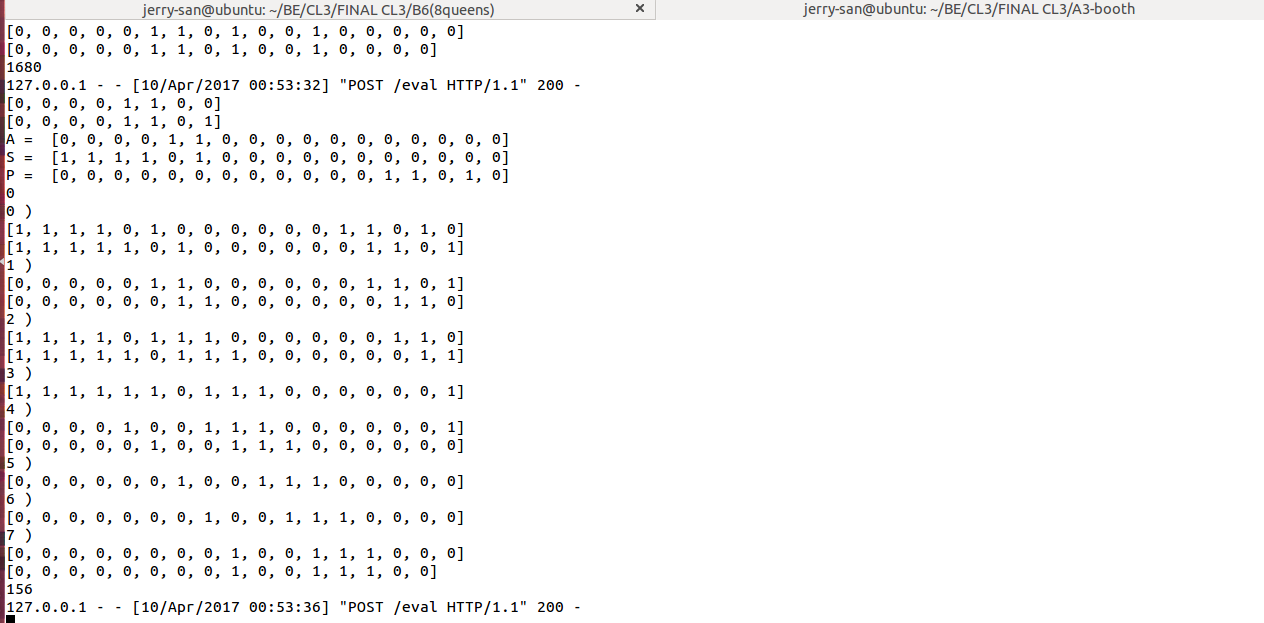 jerry-san@ubuntu: ~/BE/CL3/FINAL CL3/B6(8queens)
jerry-san@ubuntu: ~/BE/CL3/FINAL CL3/A3-booth
[0, 0, 0, 0, 0, 1, 1, 0, 1, 0, 0, 1, 0, 0, 0, 0, 0]
[0, 0, 0, 0, 0, 1, 1, 0, 1, 0, 0, 1, 0, 0, 0, 0]
1680
127.0.0.1 - - [10/Apr/2017 00:53:32] "POST /eval HTTP/1.1" 200 -
[0, 0, 0, 0, 1, 1, 0, 0]
[0, 0, 0, 0, 1, 1, 0, 1]
A =  [0, 0, 0, 0, 1, 1, 0, 0, 0, 0, 0, 0, 0, 0, 0, 0, 0]
S =  [1, 1, 1, 1, 0, 1, 0, 0, 0, 0, 0, 0, 0, 0, 0, 0, 0]
P =  [0, 0, 0, 0, 0, 0, 0, 0, 0, 0, 0, 0, 1, 1, 0, 1, 0]
0
0 )
[1, 1, 1, 1, 0, 1, 0, 0, 0, 0, 0, 0, 1, 1, 0, 1, 0]
[1, 1, 1, 1, 1, 0, 1, 0, 0, 0, 0, 0, 0, 1, 1, 0, 1]
1 )
[0, 0, 0, 0, 0, 1, 1, 0, 0, 0, 0, 0, 0, 1, 1, 0, 1]
[0, 0, 0, 0, 0, 0, 1, 1, 0, 0, 0, 0, 0, 0, 1, 1, 0]
2 )
[1, 1, 1, 1, 0, 1, 1, 1, 0, 0, 0, 0, 0, 0, 1, 1, 0]
[1, 1, 1, 1, 1, 0, 1, 1, 1, 0, 0, 0, 0, 0, 0, 1, 1]
3 )
[1, 1, 1, 1, 1, 1, 0, 1, 1, 1, 0, 0, 0, 0, 0, 0, 1]
4 )
[0, 0, 0, 0, 1, 0, 0, 1, 1, 1, 0, 0, 0, 0, 0, 0, 1]
[0, 0, 0, 0, 0, 1, 0, 0, 1, 1, 1, 0, 0, 0, 0, 0, 0]
5 )
[0, 0, 0, 0, 0, 0, 1, 0, 0, 1, 1, 1, 0, 0, 0, 0, 0]
6 )
[0, 0, 0, 0, 0, 0, 0, 1, 0, 0, 1, 1, 1, 0, 0, 0, 0]
7 )
[0, 0, 0, 0, 0, 0, 0, 0, 1, 0, 0, 1, 1, 1, 0, 0, 0]
[0, 0, 0, 0, 0, 0, 0, 0, 1, 0, 0, 1, 1, 1, 0, 0]
156
127.0.0.1 - - [10/Apr/2017 00:53:36] "POST /eval HTTP/1.1" 200 -